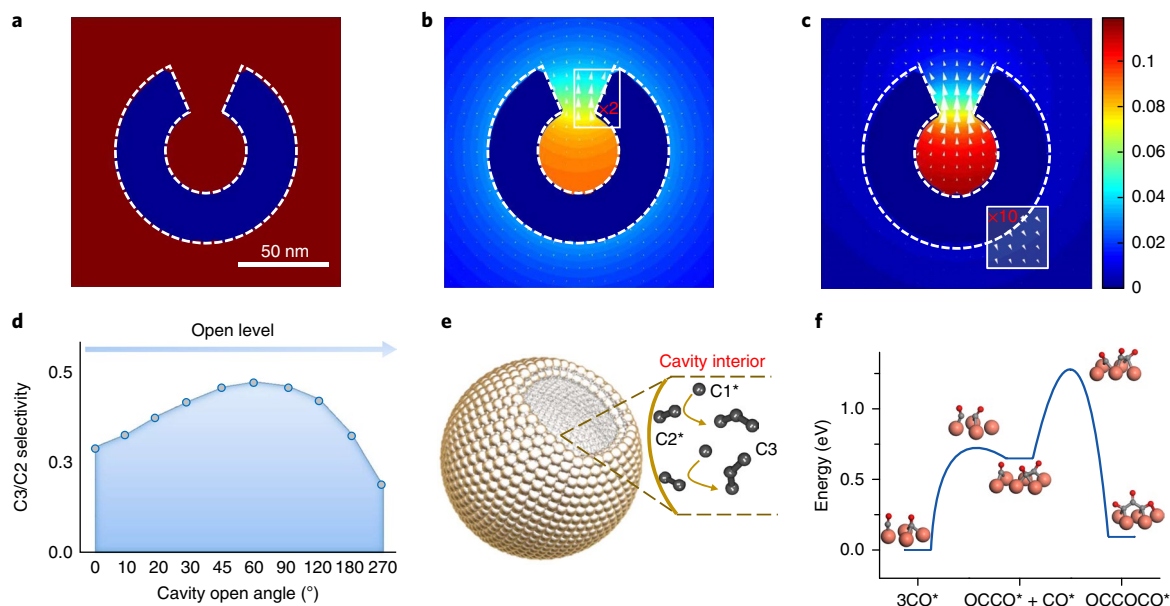 a
50 nm
b
×2
c
×10
0.1
0.08
0.06
0.04
0.02
0
d
Open level
C3/C2 selectivity
0.5
0.3
0.0
0 10 20 30 45 60 90 120 180 270
Cavity open angle (°)
e
Cavity interior
C1*
C2*
C3
f
Energy (eV)
1.0
0.5
0.0
3CO* OCCO* + CO* OCCOCO*